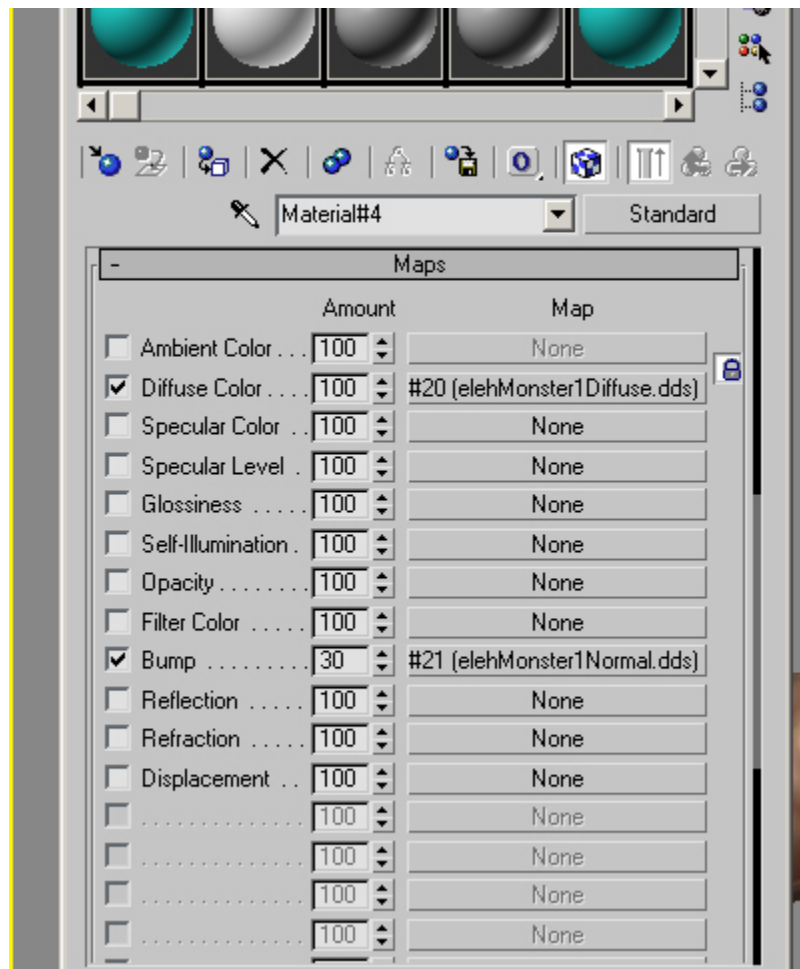 Material#4 Standard
- Maps
Amount Map
Ambient Color . . . 100 None
Diffuse Color . . . . 100 #20 (elehMonster1Diffuse.dds)
Specular Color . . 100 None
Specular Level . 100 None
Glossiness . . . . . 100 None
Self-Illumination . 100 None
Opacity . . . . . . . . 100 None
Filter Color . . . . . 100 None
Bump . . . . . . . . . 30 #21 (elehMonster1Normal.dds)
Reflection . . . . . 100 None
Refraction . . . . . 100 None
Displacement . . 100 None
. . . . . . . . . . . . . . 100 None
. . . . . . . . . . . . . . 100 None
. . . . . . . . . . . . . . 100 None
. . . . . . . . . . . . . . 100 None